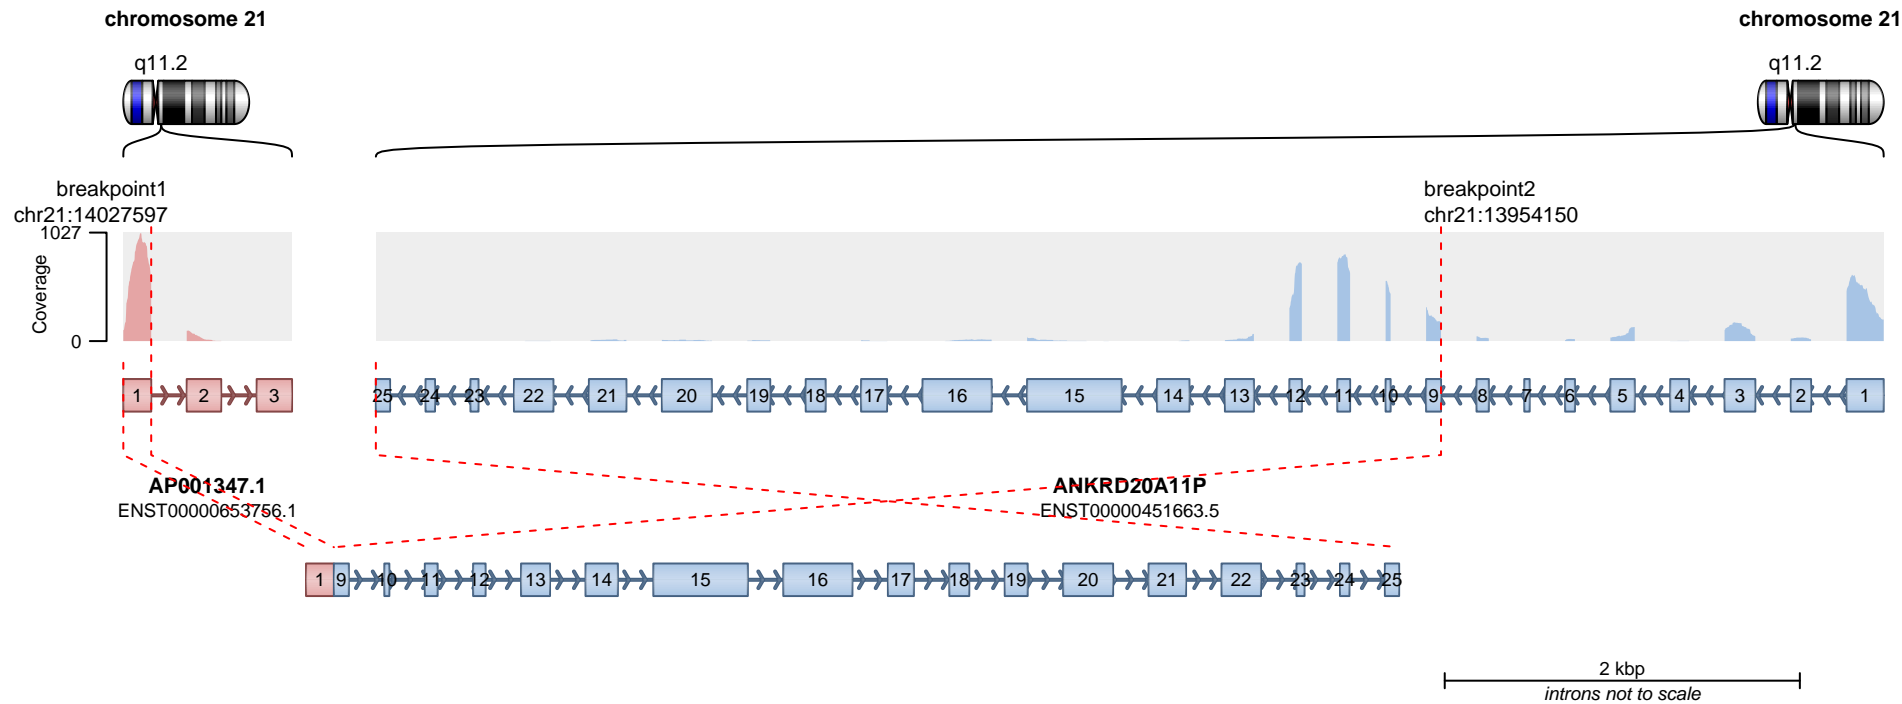 chromosome 21
chromosome 21
q11.2
q11.2
breakpoint1
chr21:14027597
breakpoint2
chr21:13954150
1027
Coverage
0
1 2 3
25 24 23 22 21 20 19 18 17 16 15 14 13 12 11 10 9 8 7 6 5 4 3 2 1
AP001347.1
ENST00000653756.1
ANKRD20A11P
ENST00000451663.5
1 9 10 11 12 13 14 15 16 17 18 19 20 21 22 23 24 25
2 kbp
introns not to scale